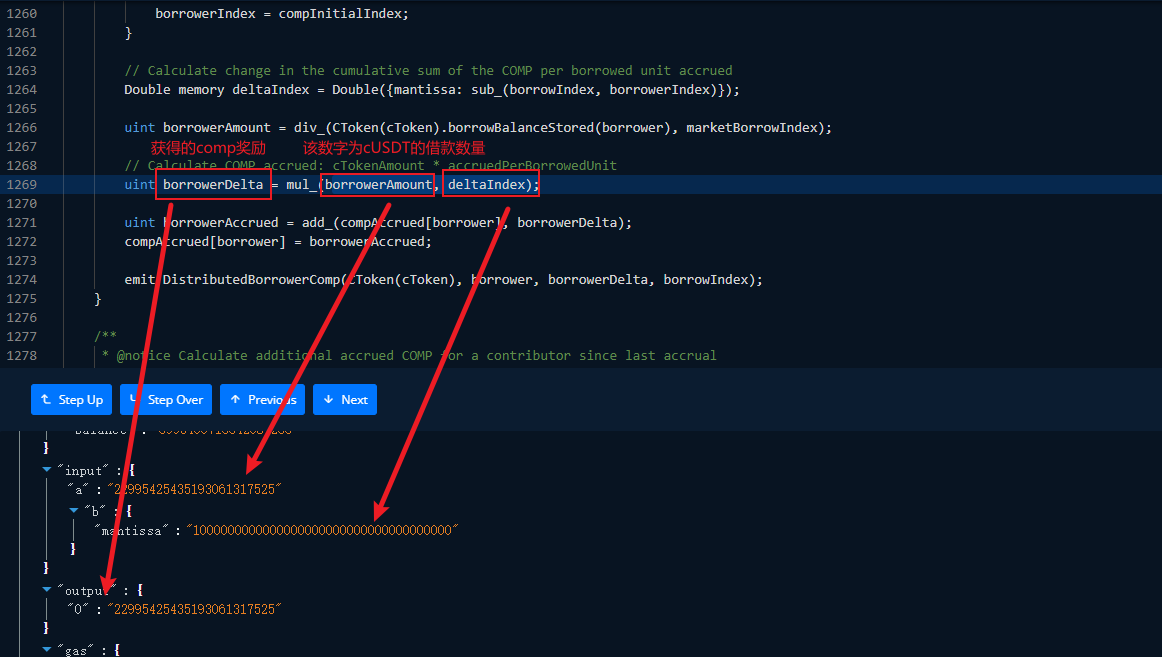 1260 borrowerIndex = compInitialIndex;
1261 }
1262
1263 // Calculate change in the cumulative sum of the COMP per borrowed unit accrued
1264 Double memory deltaIndex = Double({mantissa: sub_(borrowIndex, borrowerIndex)});
1265
1266 uint borrowerAmount = div_(CToken(cToken).borrowBalanceStored(borrower), marketBorrowIndex);
1267 获得的comp奖励 该数字为cUSDT的借款数量
1268 // Calculate COMP accrued: cTokenAmount * accruedPerBorrowedUnit
1269 uint borrowerDelta = mul_(borrowerAmount, deltaIndex);
1270
1271 uint borrowerAccrued = add_(compAccrued[borrower], borrowerDelta);
1272 compAccrued[borrower] = borrowerAccrued;
1273
1274 emit DistributedBorrowerComp(CToken(cToken), borrower, borrowerDelta, borrowIndex);
1275 }
1276
1277 /**
1278 * @notice Calculate additional accrued COMP for a contributor since last accrual
Step Up Step Over Previous Next
}
"input" : {
"a" : "22995425435193061317525"
"b" : {
"mantissa" :
}
}
"output" : {
"0" : "22995425435193061317525"
}
"gas" : {